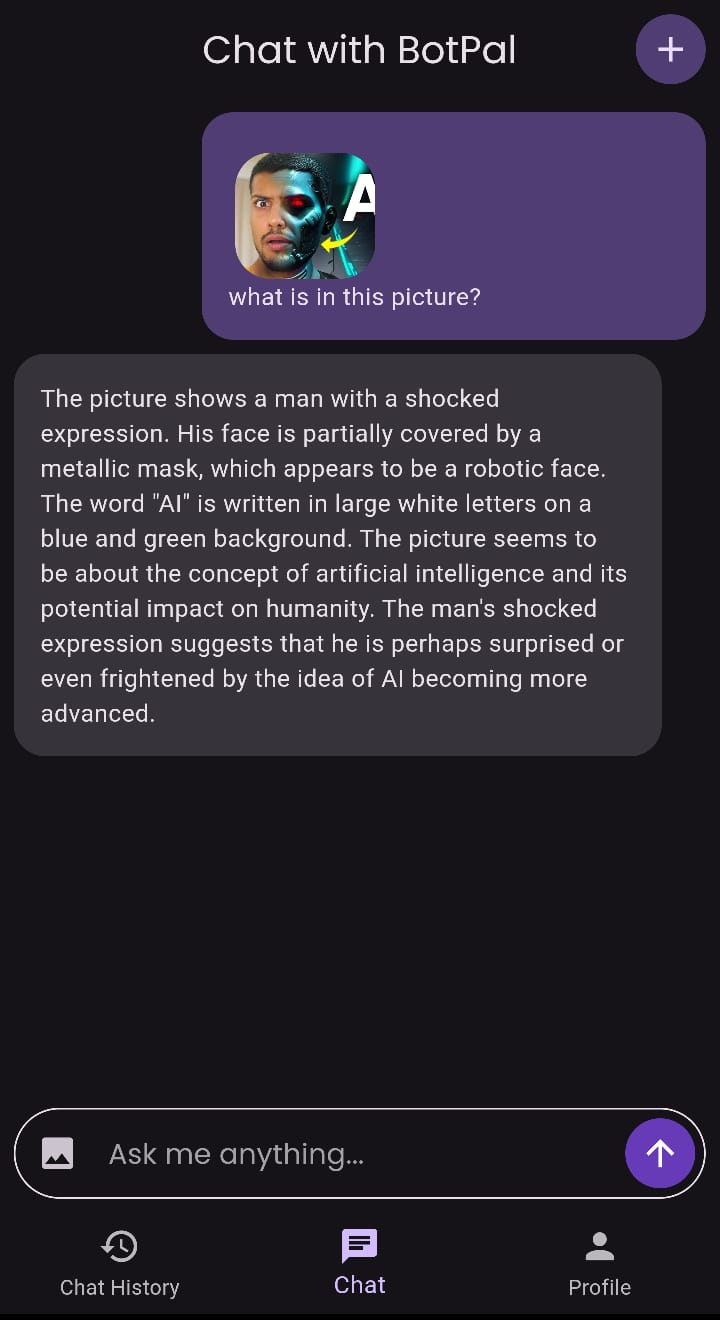 Chat with BotPal
A
what is in this picture?
The picture shows a man with a shocked
expression. His face is partially covered by a
metallic mask, which appears to be a robotic face.
The word "AI" is written in large white letters on a
blue and green background. The picture seems to
be about the concept of artificial intelligence and its
potential impact on humanity. The man's shocked
expression suggests that he is perhaps surprised or
even frightened by the idea of AI becoming more
advanced.
Ask me anything...
Chat History
Chat
Profile